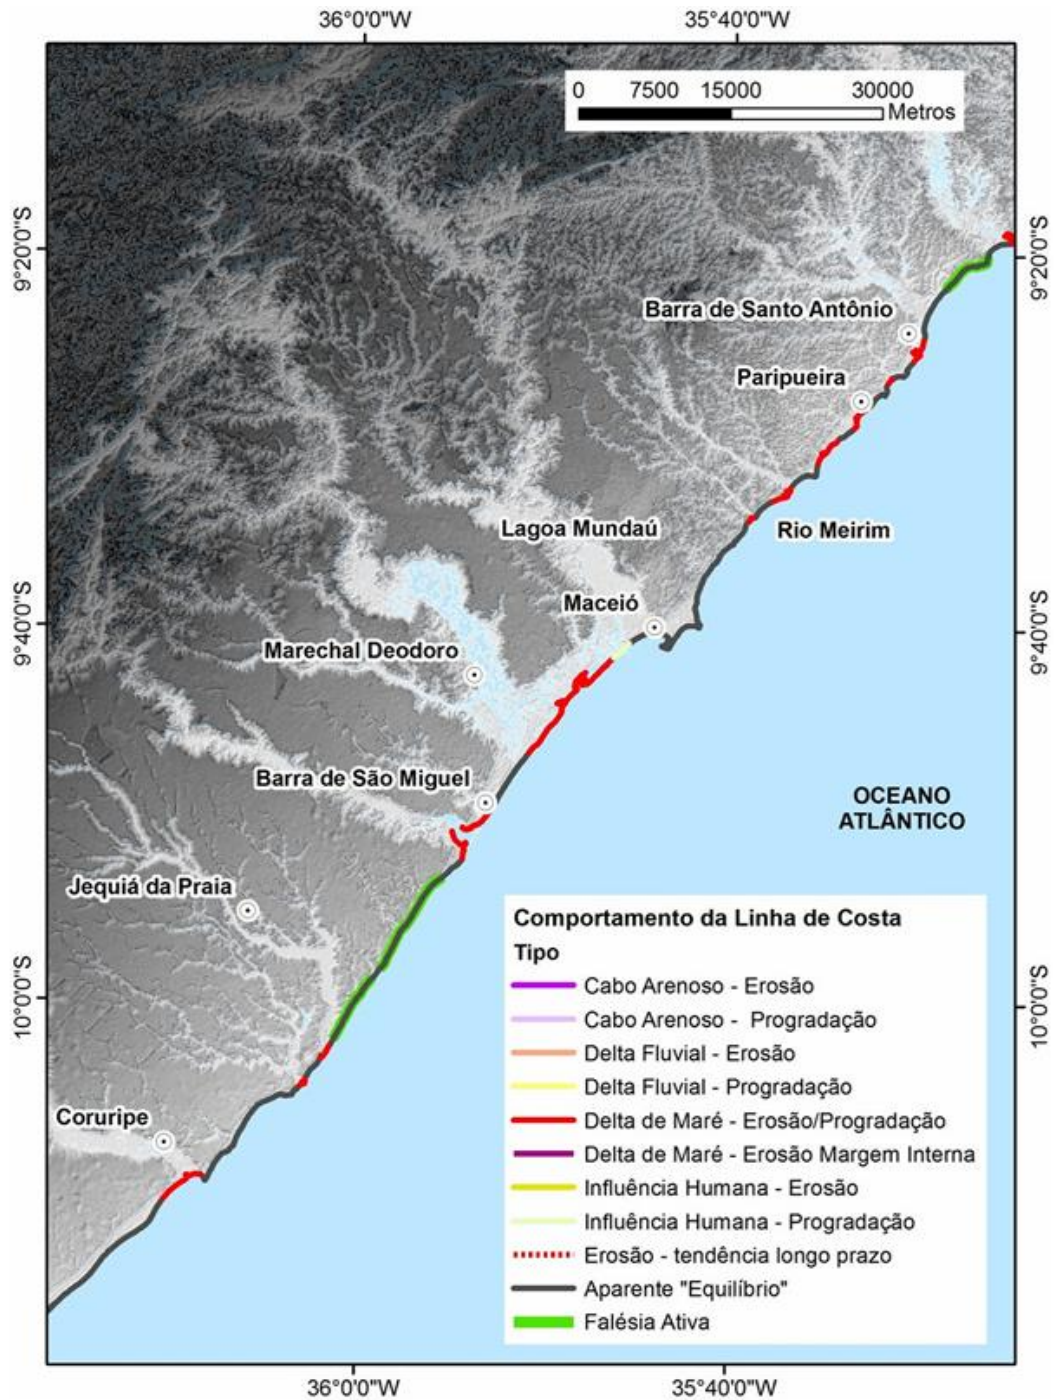 36°0'0"W
35°40'0"W
0 7500 15000 30000
Metros
9°20'0"S
9°20'0"S
Barra de Santo Antônio
Paripueira
Lagoa Mundaú
Rio Meirim
Maceió
9°40'0"S
9°40'0"S
Marechal Deodoro
Barra de São Miguel
OCEANO
ATLÂNTICO
Jequiá da Praia
10°0'0"S
10°0'0"S
Coruripe
Comportamento da Linha de Costa
Tipo
Cabo Arenoso - Erosão
Cabo Arenoso - Progradação
Delta Fluvial - Erosão
Delta Fluvial - Progradação
Delta de Maré - Erosão/Progradação
Delta de Maré - Erosão Margem Interna
Influência Humana - Erosão
Influência Humana - Progradação
Erosão - tendência longo prazo
Aparente "Equilíbrio"
Falésia Ativa
36°0'0"W
35°40'0"W